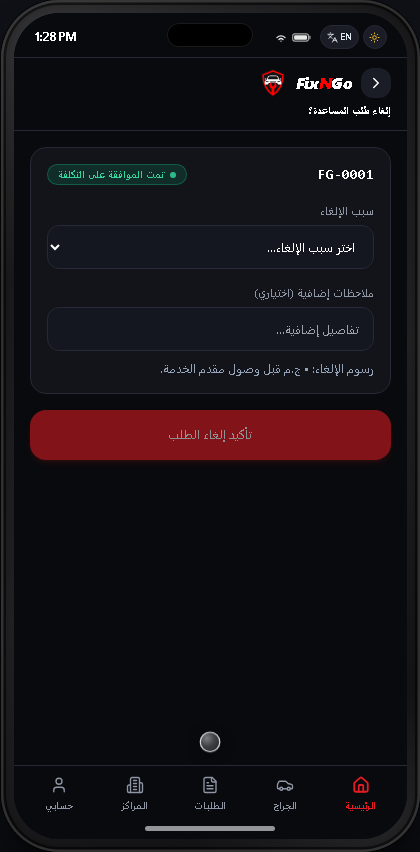 1:28 PM
EN
FixNGo
إلغاء طلب المساعدة؟
FG-0001
تمت الموافقة على التكلفة
سبب الإلغاء
اختر سبب الإلغاء...
ملاحظات إضافية (اختياري)
تفاصيل إضافية...
رسوم الإلغاء: • ج.م قبل وصول مقدم الخدمة.
تأكيد إلغاء الطلب
الرئيسية
الجراج
الطلبات
المراكز
حسابي